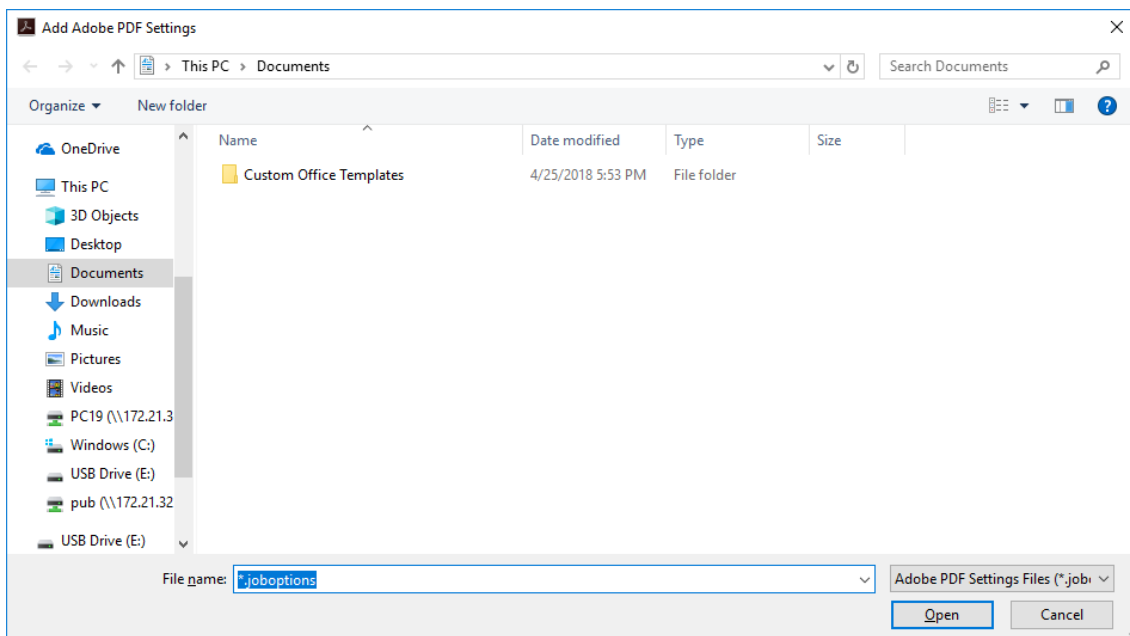 Add Adobe PDF Settings
This PC > Documents
Search Documents
Organize
New folder
Name
Date modified
Type
Size
OneDrive
This PC
3D Objects
Desktop
Documents
Downloads
Music
Pictures
Videos
PC19 (\\172.21.3
Windows (C:)
USB Drive (E:)
pub (\\172.21.32
USB Drive (E:)
Custom Office Templates
4/25/2018 5:53 PM
File folder
File name:
*.joboptions
Adobe PDF Settings Files (*.jobo
Open
Cancel